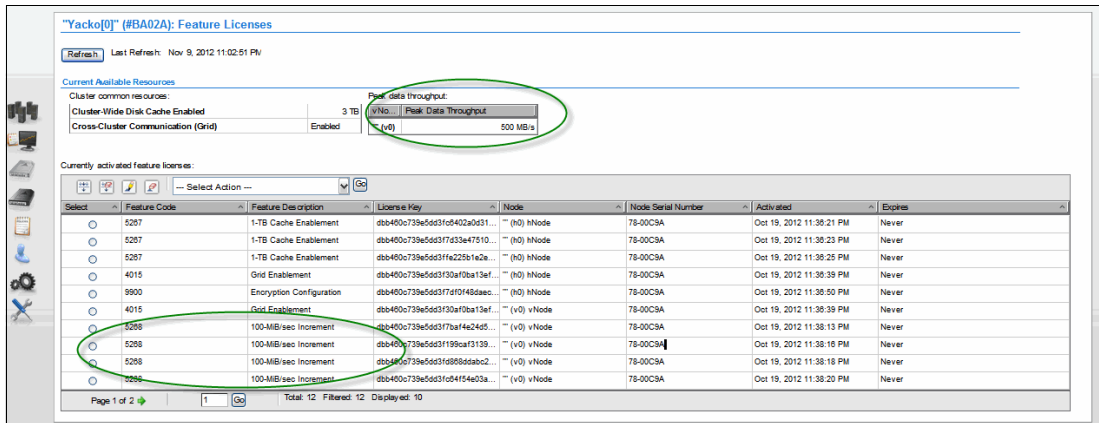 "Yacko[0]" (#BA02A): Feature Licenses
Refresh Last Refresh: Nov 9, 2012 11:02:51 PM
Current Available Resources
Cluster common resources: Peak data throughput:
Cluster-Wide Disk Cache Enabled 3 TB vNo... Peak Data Throughput
Cross-Cluster Communication (Grid) Enabled "" (v0) 500 MB/s
Currently activated feature licenses:
--- Select Action --- Go
Select Feature Code Feature Description License Key Node Node Serial Number Activated Expires
5267 1-TB Cache Enablement dbb460c739e5dd3fc6402a0d31... "" (h0) hNode 78-00C9A Oct 19, 2012 11:36:21 PM Never
5267 1-TB Cache Enablement dbb460c739e5dd3f7d33e47510... "" (h0) hNode 78-00C9A Oct 19, 2012 11:36:23 PM Never
5267 1-TB Cache Enablement dbb460c739e5dd3ffe225b1e2e... "" (h0) hNode 78-00C9A Oct 19, 2012 11:36:25 PM Never
4015 Grid Enablement dbb460c739e5dd3f30af0ba13ef... "" (h0) hNode 78-00C9A Oct 19, 2012 11:36:39 PM Never
9900 Encryption Configuration dbb460c739e5dd3f7df0f48daec... "" (h0) hNode 78-00C9A Oct 19, 2012 11:36:50 PM Never
4015 Grid Enablement dbb460c739e5dd3f30af0ba13ef... "" (v0) vNode 78-00C9A Oct 19, 2012 11:36:39 PM Never
5268 100-MiB/sec Increment dbb460c739e5dd3f7baf4e24d5... "" (v0) vNode 78-00C9A Oct 19, 2012 11:38:13 PM Never
5268 100-MiB/sec Increment dbb460c739e5dd3f199caf3139... "" (v0) vNode 78-00C9A Oct 19, 2012 11:38:16 PM Never
5268 100-MiB/sec Increment dbb460c739e5dd3fd868ddabc2... "" (v0) vNode 78-00C9A Oct 19, 2012 11:38:18 PM Never
5268 100-MiB/sec Increment dbb460c739e5dd3fc64f54e03a... "" (v0) vNode 78-00C9A Oct 19, 2012 11:38:20 PM Never
Page 1 of 2 1 Go Total: 12 Filtered: 12 Displayed: 10